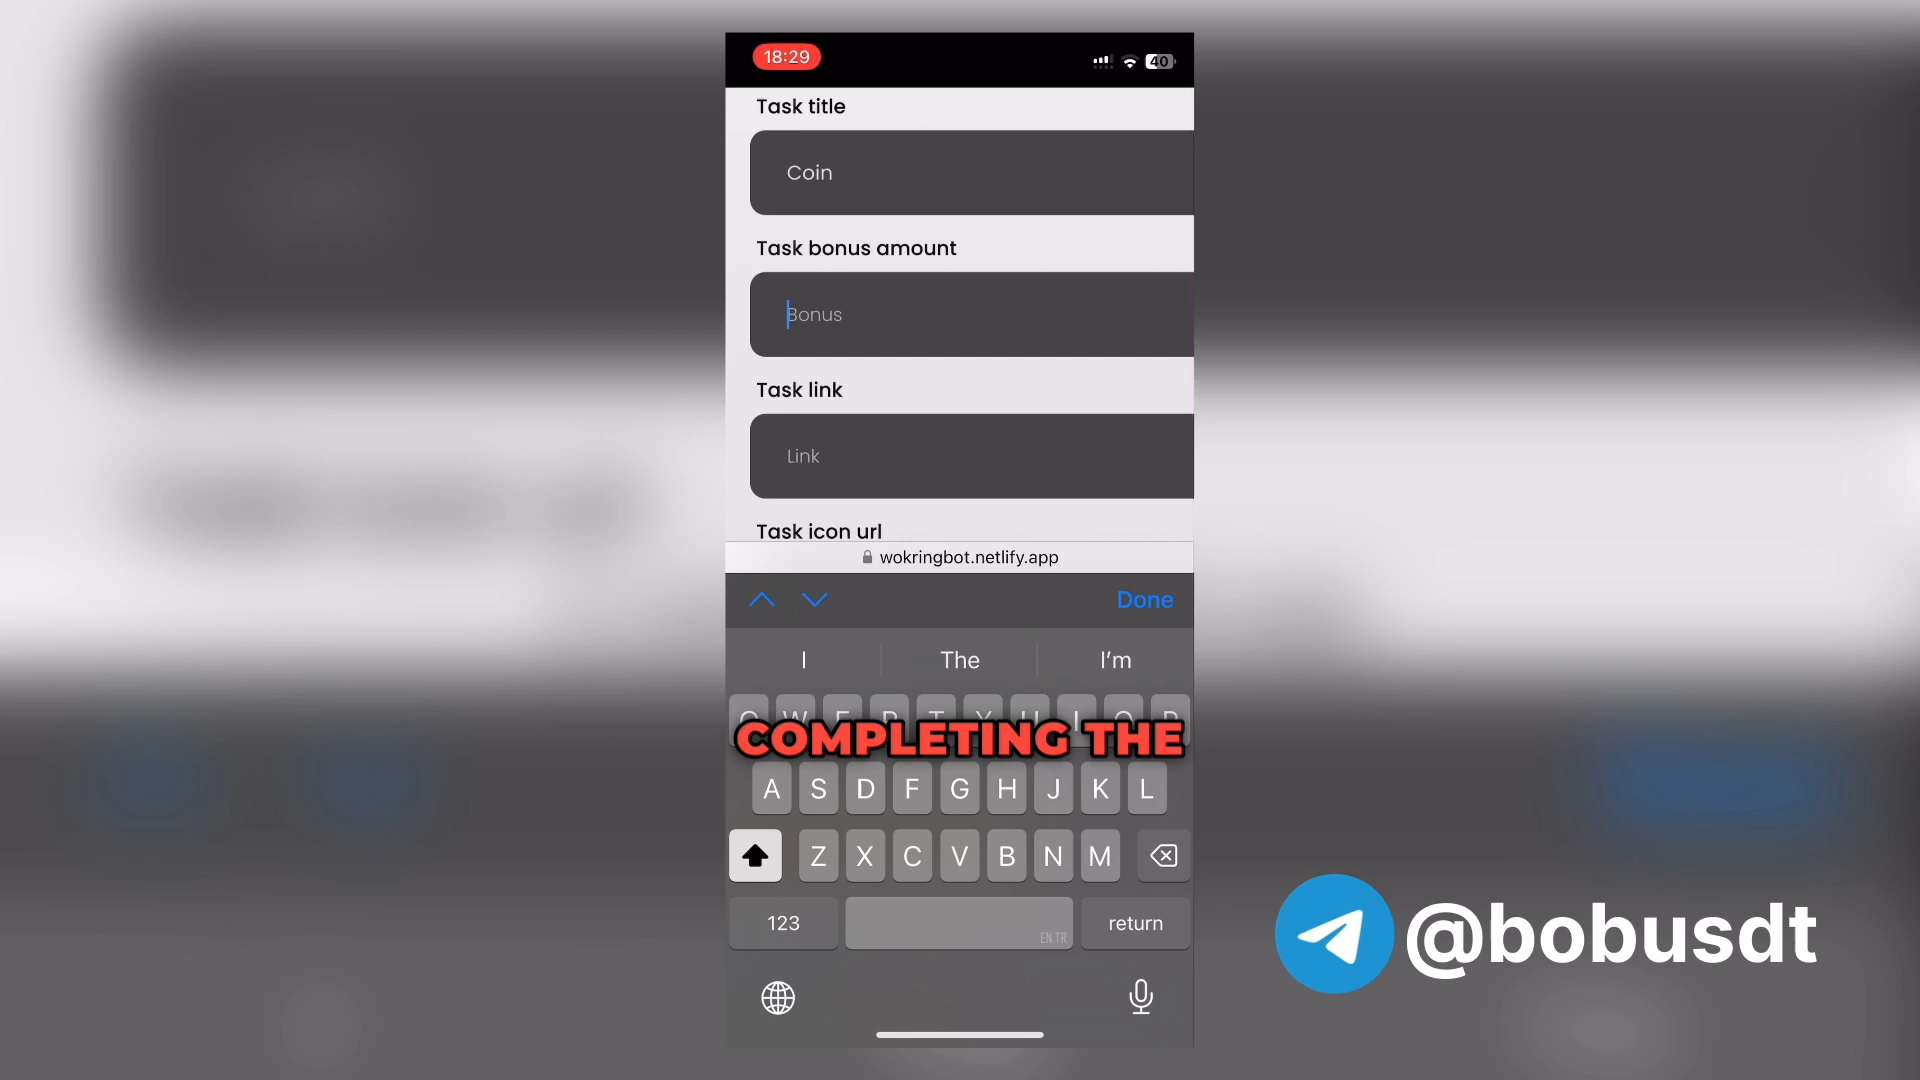 18:29
40
Task title
Coin
Task bonus amount
Bonus
Task link
Link
Task icon url
wokringbot.netlify.app
Done
I The I'm
Q W E R T Y U I O P
COMPLETING THE
A S D F G H J K L
Z X C V B N M
123
EN TR
return
@bobusdt